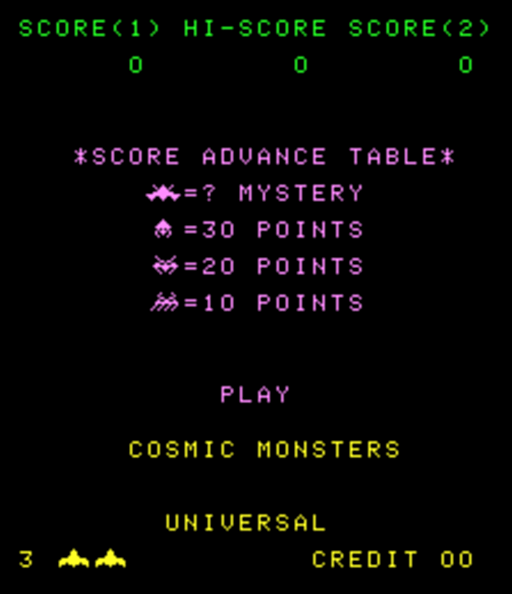 SCORE(1) HI-SCORE SCORE(2)
0 0 0
*SCORE ADVANCE TABLE*
=? MYSTERY
=30 POINTS
=20 POINTS
=10 POINTS
PLAY
COSMIC MONSTERS
UNIVERSAL
3 CREDIT 00